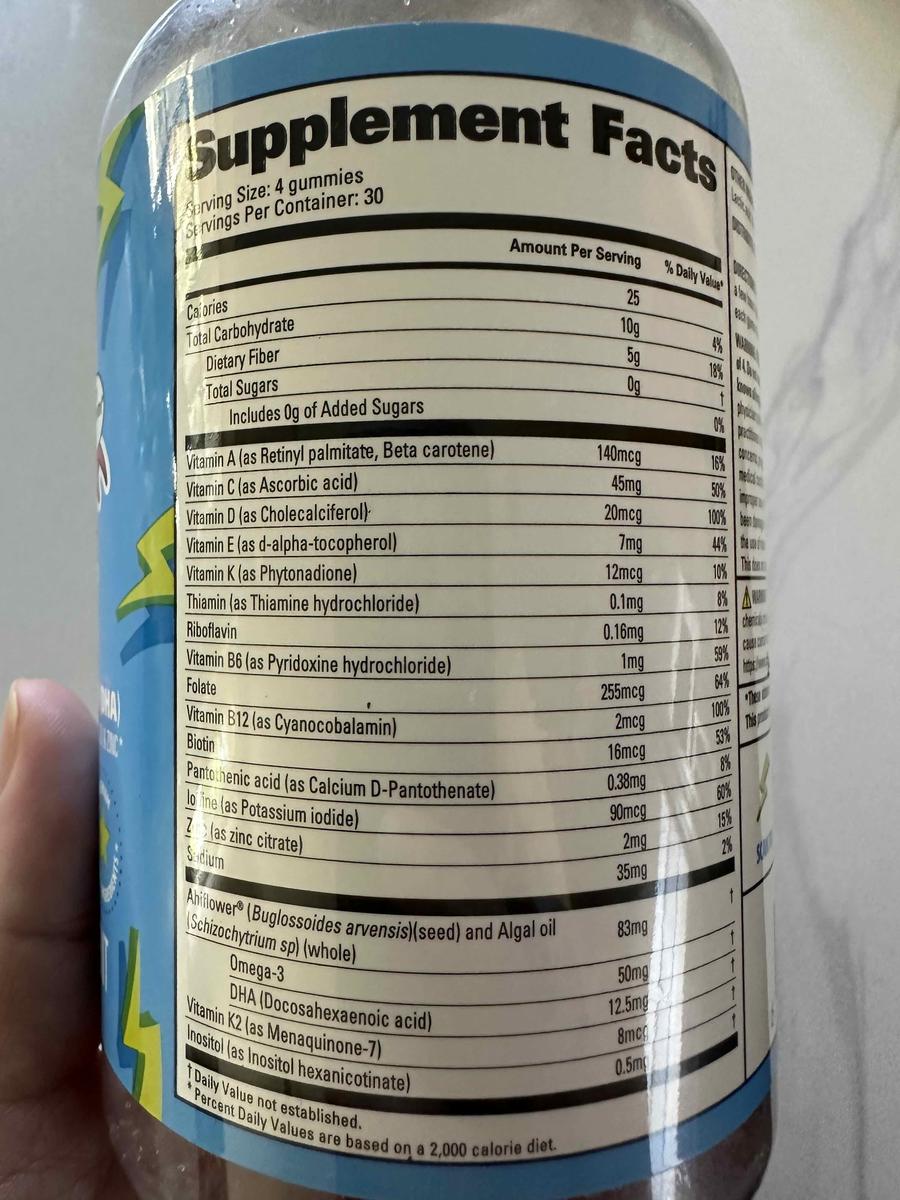 Supplement Facts
Serving Size: 4 gummies
Servings Per Container: 30
Amount Per Serving % Daily Value*
Calories 25
Total Carbohydrate 10g 4%
Dietary Fiber 5g 18%
Total Sugars 0g †
Includes 0g of Added Sugars 0%
Vitamin A (as Retinyl palmitate, Beta carotene) 140mcg 16%
Vitamin C (as Ascorbic acid) 45mg 50%
Vitamin D (as Cholecalciferol) 20mcg 100%
Vitamin E (as d-alpha-tocopherol) 7mg 44%
Vitamin K (as Phytonadione) 12mcg 10%
Thiamin (as Thiamine hydrochloride) 0.1mg 8%
Riboflavin 0.16mg 12%
Vitamin B6 (as Pyridoxine hydrochloride) 1mg 59%
Folate 255mcg 64%
Vitamin B12 (as Cyanocobalamin) 2mcg 100%
Biotin 16mcg 53%
Pantothenic acid (as Calcium D-Pantothenate) 0.38mg 8%
Iodine (as Potassium iodide) 90mcg 60%
Zinc (as zinc citrate) 2mg 15%
Sodium 35mg 2%
Ahiflower® (Buglossoides arvensis)(seed) and Algal oil 83mg †
(Schizochytrium sp) (whole)
Omega-3 50mg †
DHA (Docosahexaenoic acid) 12.5mg †
Vitamin K2 (as Menaquinone-7) 8mcg †
Inositol (as Inositol hexanicotinate) 0.5mg †
† Daily Value not established.
* Percent Daily Values are based on a 2,000 calorie diet.
DHA)